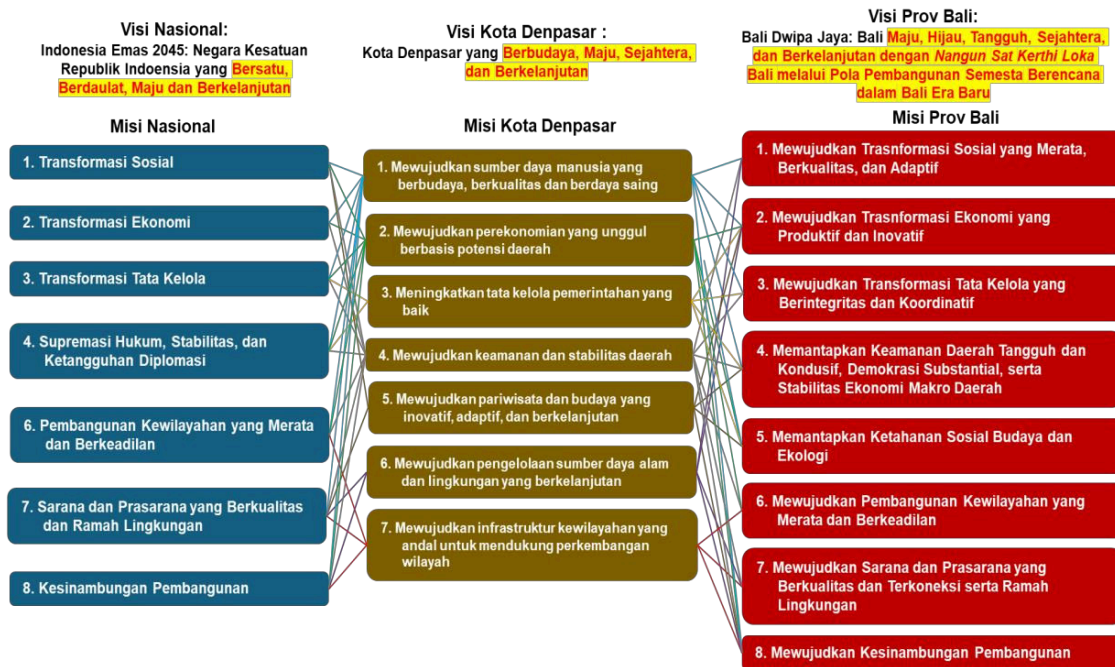 Visi Nasional:
Indonesia Emas 2045: Negara Kesatuan
Republik Indoensia yang Bersatu,
Berdaulat, Maju dan Berkelanjutan
Misi Nasional
1. Transformasi Sosial
2. Transformasi Ekonomi
3. Transformasi Tata Kelola
4. Supremasi Hukum, Stabilitas, dan
Ketangguhan Diplomasi
6. Pembangunan Kewilayahan yang Merata
dan Berkeadilan
7. Sarana dan Prasarana yang Berkualitas
dan Ramah Lingkungan
8. Kesinambungan Pembangunan
Visi Kota Denpasar :
Kota Denpasar yang Berbudaya, Maju, Sejahtera,
dan Berkelanjutan
Misi Kota Denpasar
1. Mewujudkan sumber daya manusia yang
berbudaya, berkualitas dan berdaya saing
2. Mewujudkan perekonomian yang unggul
berbasis potensi daerah
3. Meningkatkan tata kelola pemerintahan yang
baik
4. Mewujudkan keamanan dan stabilitas daerah
5. Mewujudkan pariwisata dan budaya yang
inovatif, adaptif, dan berkelanjutan
6. Mewujudkan pengelolaan sumber daya alam
dan lingkungan yang berkelanjutan
7. Mewujudkan infrastruktur kewilayahan yang
andal untuk mendukung perkembangan
wilayah
Visi Prov Bali:
Bali Dwipa Jaya: Bali Maju, Hijau, Tangguh, Sejahtera,
dan Berkelanjutan dengan Nangun Sat Kerthi Loka
Bali melalui Pola Pembangunan Semesta Berencana
dalam Bali Era Baru
Misi Prov Bali
1. Mewujudkan Trasnformasi Sosial yang Merata,
Berkualitas, dan Adaptif
2. Mewujudkan Trasnformasi Ekonomi yang
Produktif dan Inovatif
3. Mewujudkan Transformasi Tata Kelola yang
Berintegritas dan Koordinatif
4. Memantapkan Keamanan Daerah Tangguh dan
Kondusif, Demokrasi Substantial, serta
Stabilitas Ekonomi Makro Daerah
5. Memantapkan Ketahanan Sosial Budaya dan
Ekologi
6. Mewujudkan Pembangunan Kewilayahan yang
Merata dan Berkeadilan
7. Mewujudkan Sarana dan Prasarana yang
Berkualitas dan Terkoneksi serta Ramah
Lingkungan
8. Mewujudkan Kesinambungan Pembangunan